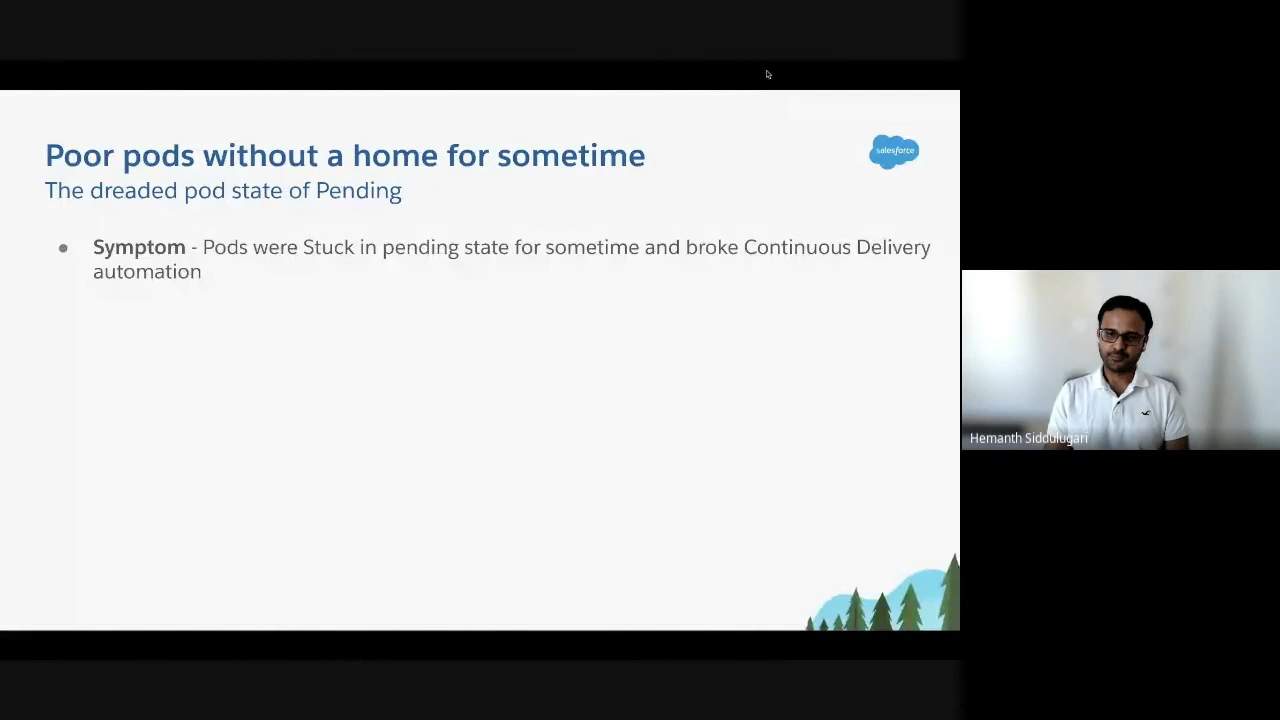 Poor pods without a home for sometime
salesforce
The dreaded pod state of Pending
● Symptom - Pods were Stuck in pending state for sometime and broke Continuous Delivery
automation
Hemanth Siddulugari